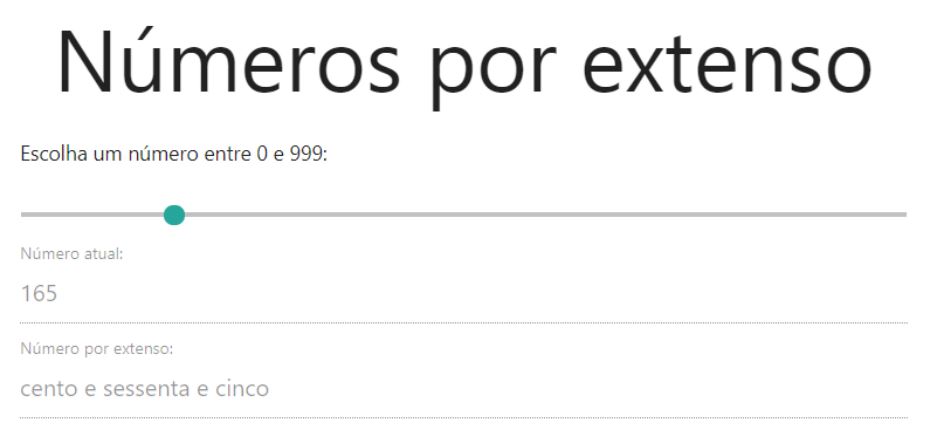 Números por extenso
Escolha um número entre 0 e 999:
Número atual:
165
Número por extenso:
cento e sessenta e cinco